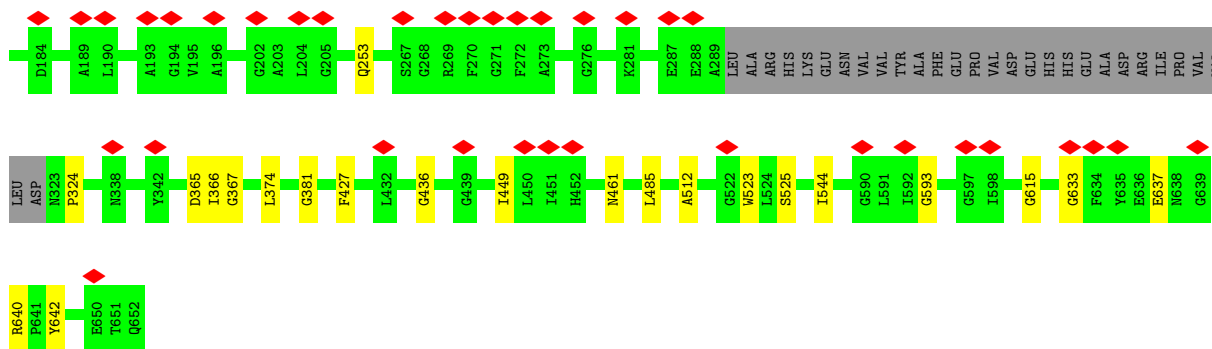 D184 A189 L190 A193 G194 V195 A196 G202 A203 L204 G205 Q253 S267 G268 R269 F270 G271 F272 A273 G276 K281 E287 E288 A289 LEU ALA ARG HIS LYS GLU ASN VAL VAL TYR ALA PHE GLU PRO VAL ASP GLU HIS HIS GLU ALA ASP ARG ILE PRO VAL
LEU ASP N323 P324 N338 Y342 D365 I366 G367 L374 G381 F427 L432 G436 G439 I449 L450 I451 H452 N461 L485 A512 G522 W523 L524 S525 I544 G590 L591 I592 G593 G597 I598 G615 G633 F634 Y635 E636 E637 N638 G639
R640 P641 Y642 E650 T651 Q652